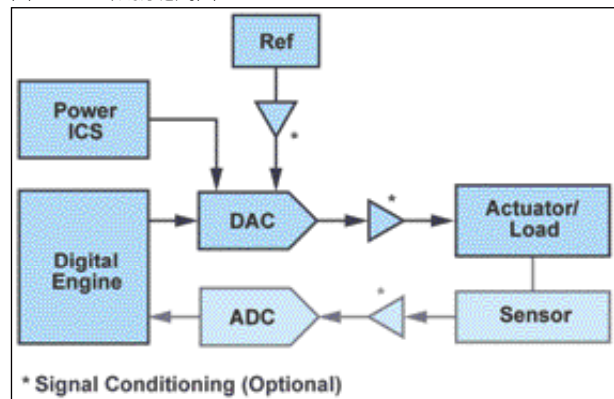 Ref
*
Power
ICS
DAC
*
Actuator/
Load
Digital
Engine
ADC
*
Sensor
* Signal Conditioning (Optional)